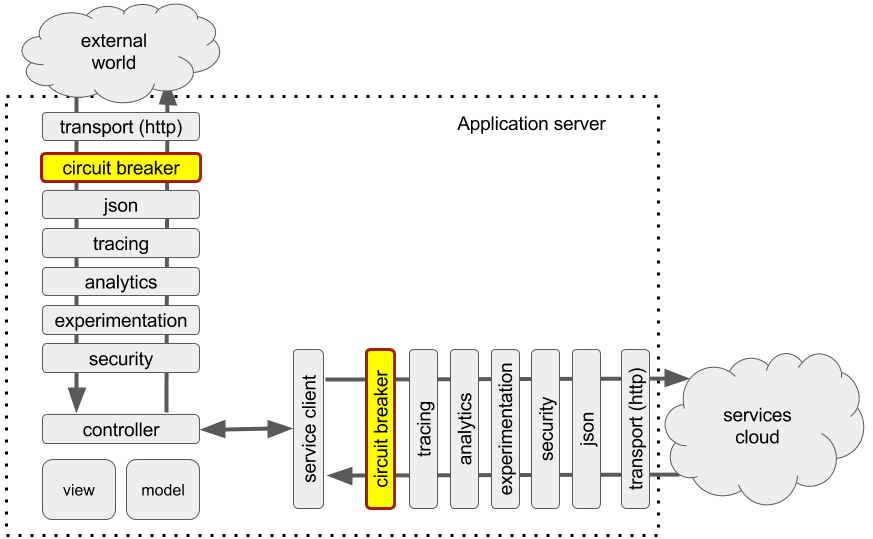 external
world
Application server
transport (http)
circuit breaker
json
tracing
analytics
experimentation
security
controller
view
model
service client
circuit breaker
tracing
analytics
experimentation
security
json
transport (http)
services
cloud